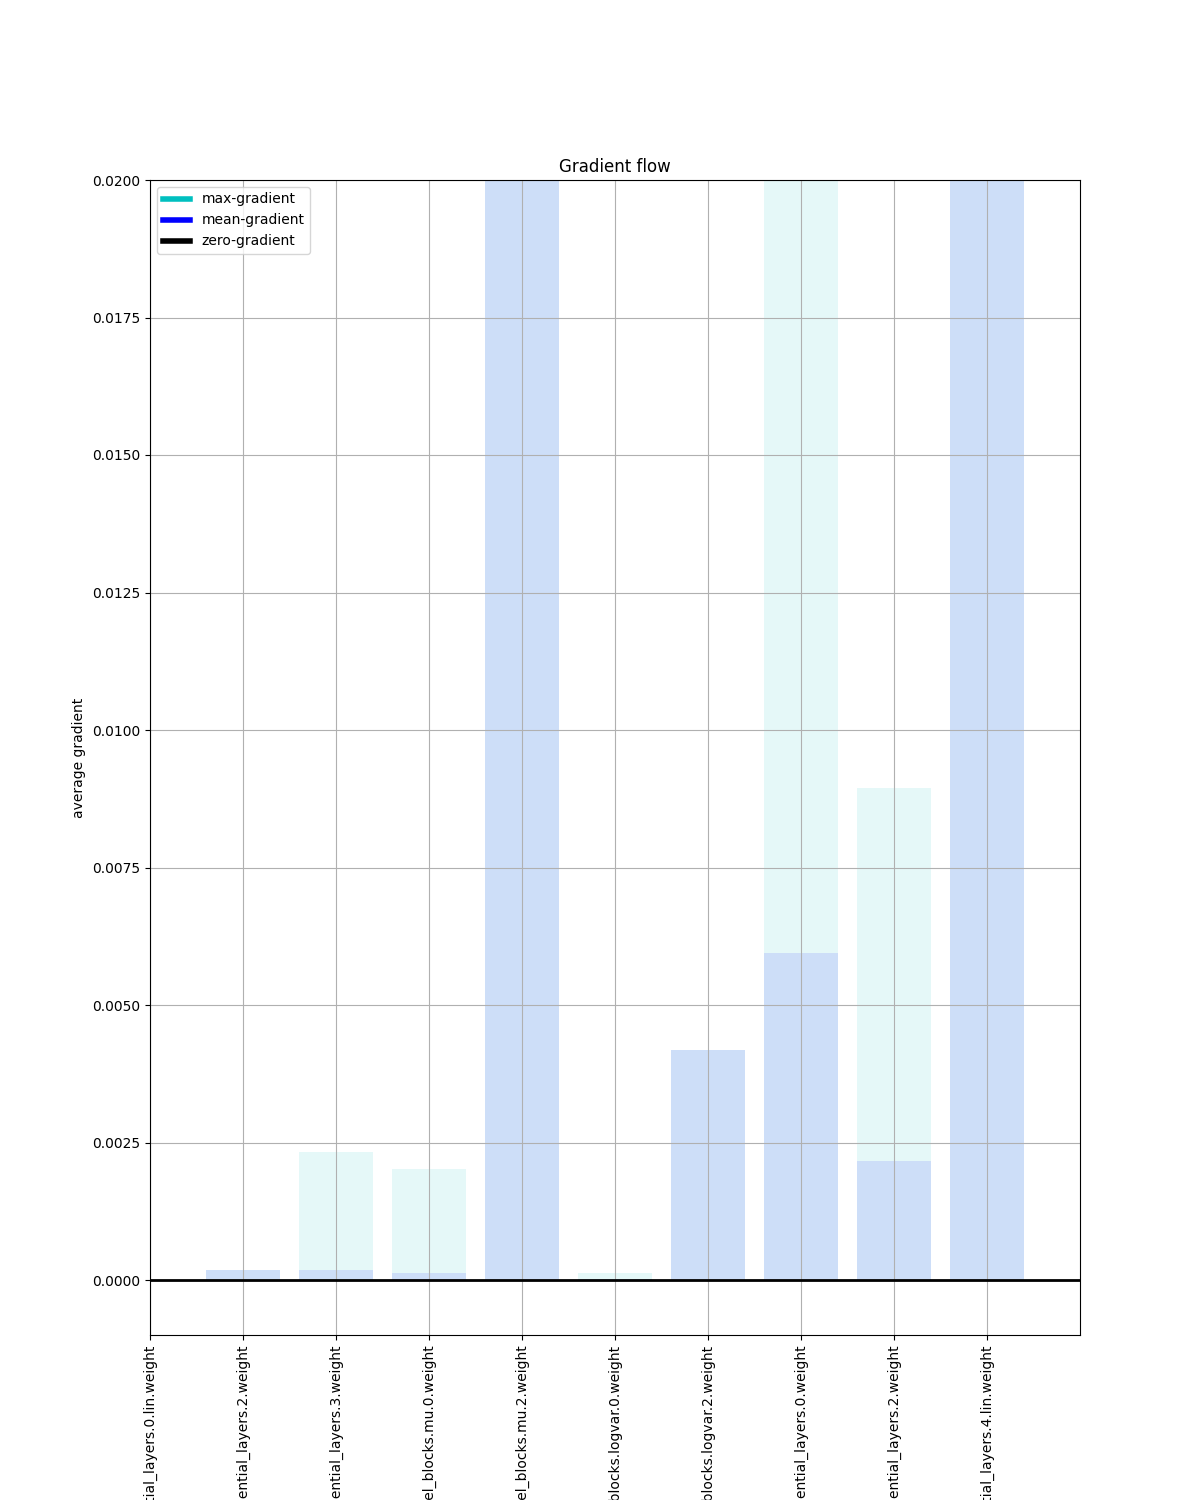 Gradient flow
max-gradient
mean-gradient
zero-gradient
0.0200
0.0175
0.0150
0.0125
0.0100
0.0075
0.0050
0.0025
0.0000
average gradient
tial_layers.0.lin.weight
ential_layers.2.weight
ential_layers.3.weight
el_blocks.mu.0.weight
el_blocks.mu.2.weight
blocks.logvar.0.weight
blocks.logvar.2.weight
ential_layers.0.weight
ential_layers.2.weight
tial_layers.4.lin.weight